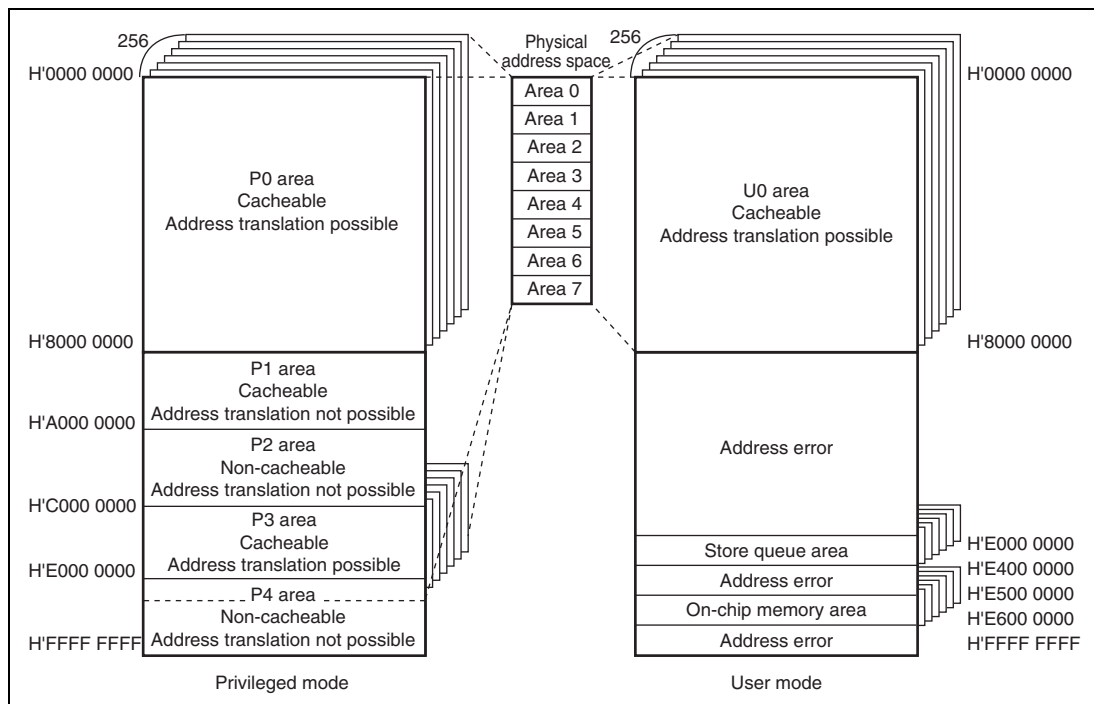 256
H'0000 0000
P0 area
Cacheable
Address translation possible
H'8000 0000
P1 area
Cacheable
Address translation not possible
H'A000 0000
P2 area
Non-cacheable
Address translation not possible
H'C000 0000
P3 area
Cacheable
Address translation possible
H'E000 0000
P4 area
Non-cacheable
Address translation not possible
H'FFFF FFFF
Privileged mode
Physical
address space
Area 0
Area 1
Area 2
Area 3
Area 4
Area 5
Area 6
Area 7
256
H'0000 0000
U0 area
Cacheable
Address translation possible
H'8000 0000
Address error
Store queue area
H'E000 0000
Address error
H'E400 0000
On-chip memory area
H'E500 0000
H'E600 0000
Address error
H'FFFF FFFF
User mode